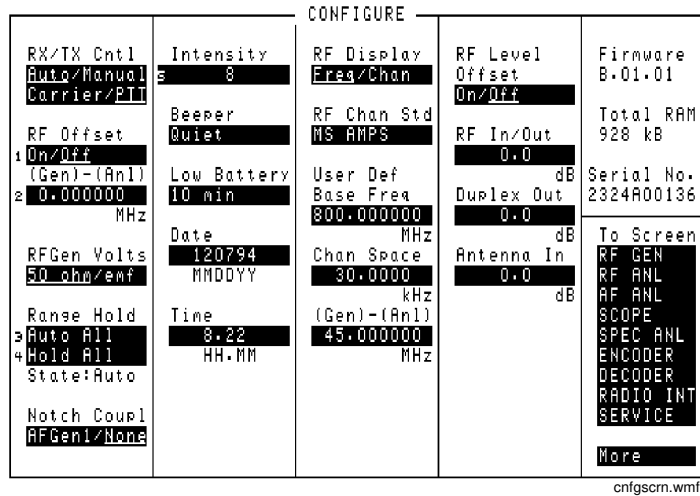 CONFIGURE
RX/TX Cntl
Auto/Manual
Carrier/PTT
RF Offset
1 On/Off
(Gen)-(Anl)
2 0.000000
MHz
RFGen Volts
50 ohm/emf
Range Hold
3 Auto All
4 Hold All
State:Auto
Notch Coupl
AFGen1/None
Intensity
s 8
Beeper
Quiet
Low Battery
10 min
Date
120794
MMDDYY
Time
8.22
HH.MM
RF Display
Freq/Chan
RF Chan Std
MS AMPS
User Def
Base Freq
800.000000
MHz
Chan Space
30.0000
kHz
(Gen)-(Anl)
45.000000
MHz
RF Level
Offset
On/Off
RF In/Out
0.0
dB
Duplex Out
0.0
dB
Antenna In
0.0
dB
Firmware
B.01.01
Total RAM
928 kB
Serial No.
2324A00136
To Screen
RF GEN
RF ANL
AF ANL
SCOPE
SPEC ANL
ENCODER
DECODER
RADIO INT
SERVICE
More
cnfgscrn.wmf